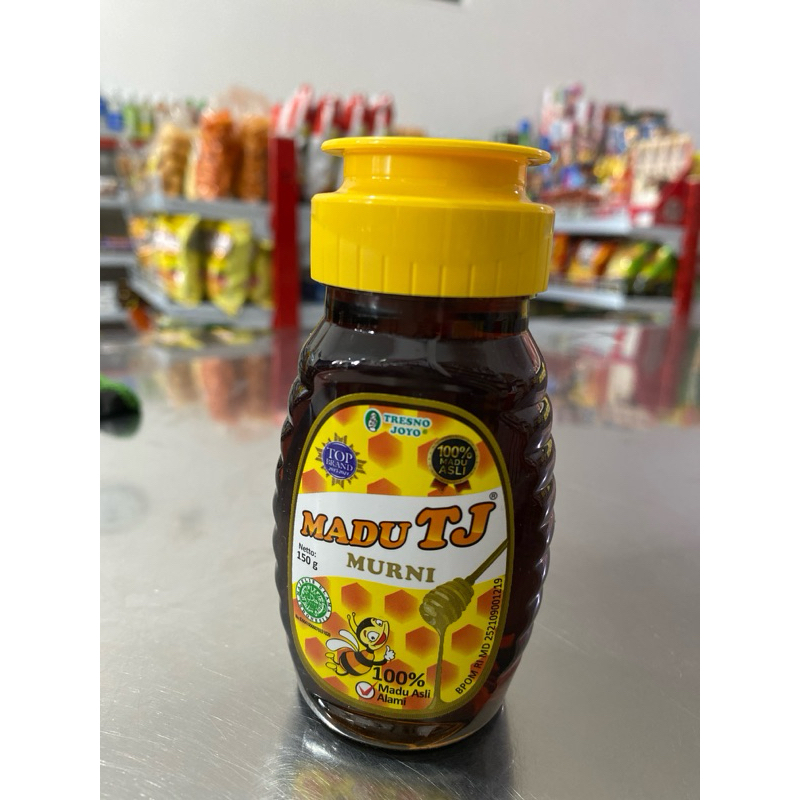 TRESNO
JOYO®
TOP
BRAND
100%
MADU
ASLI
MADU TJ®
MURNI
Netto:
150 g
100%
Madu Asli
Alami
BPOM RI MD 252109001219